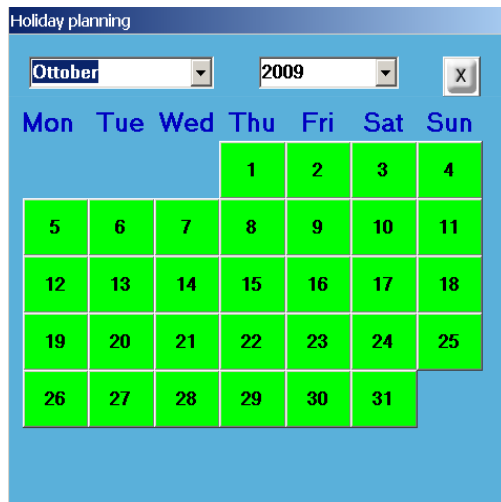 Holiday planning
Ottober 2009 X
Mon Tue Wed Thu Fri Sat Sun
1 2 3 4
5 6 7 8 9 10 11
12 13 14 15 16 17 18
19 20 21 22 23 24 25
26 27 28 29 30 31